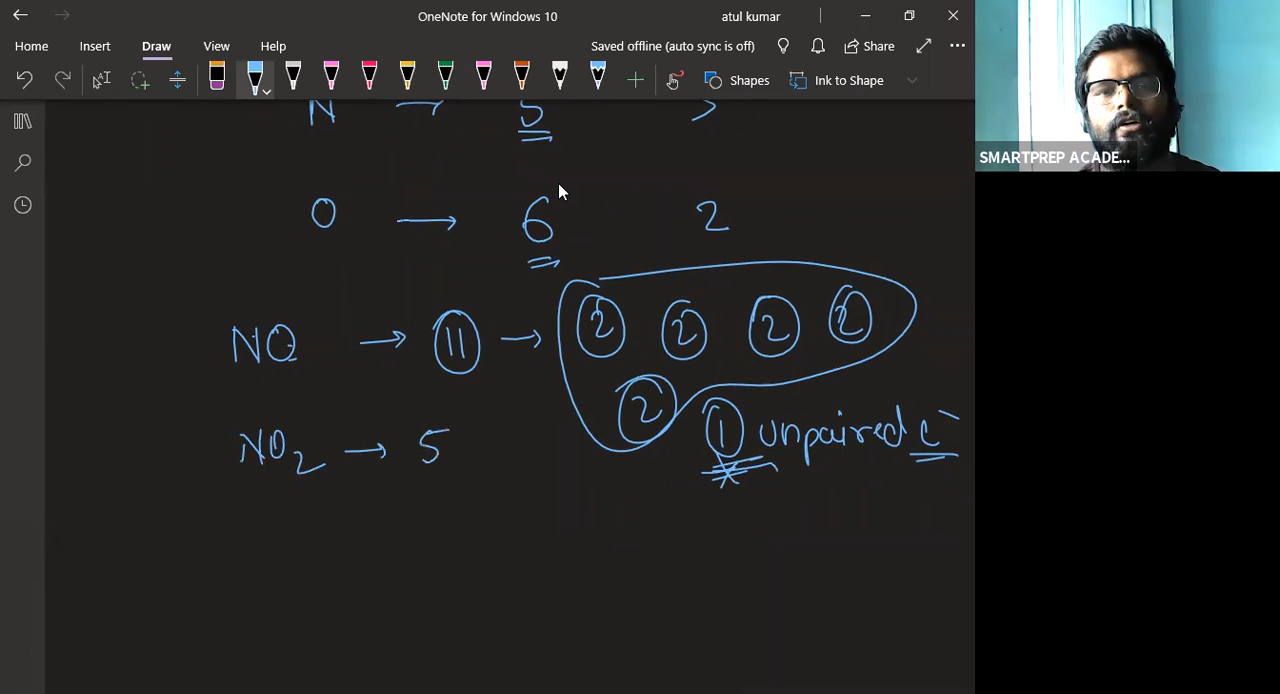 OneNote for Windows 10
atul kumar
Home Insert Draw View Help
Saved offline (auto sync is off)
Share
Shapes
Ink to Shape
SMARTPREP ACADE...
N → 5 3
O → 6 2
NO → 11 → 2 2 2 2
2
1 unpaired e⁻
NO₂ → 5